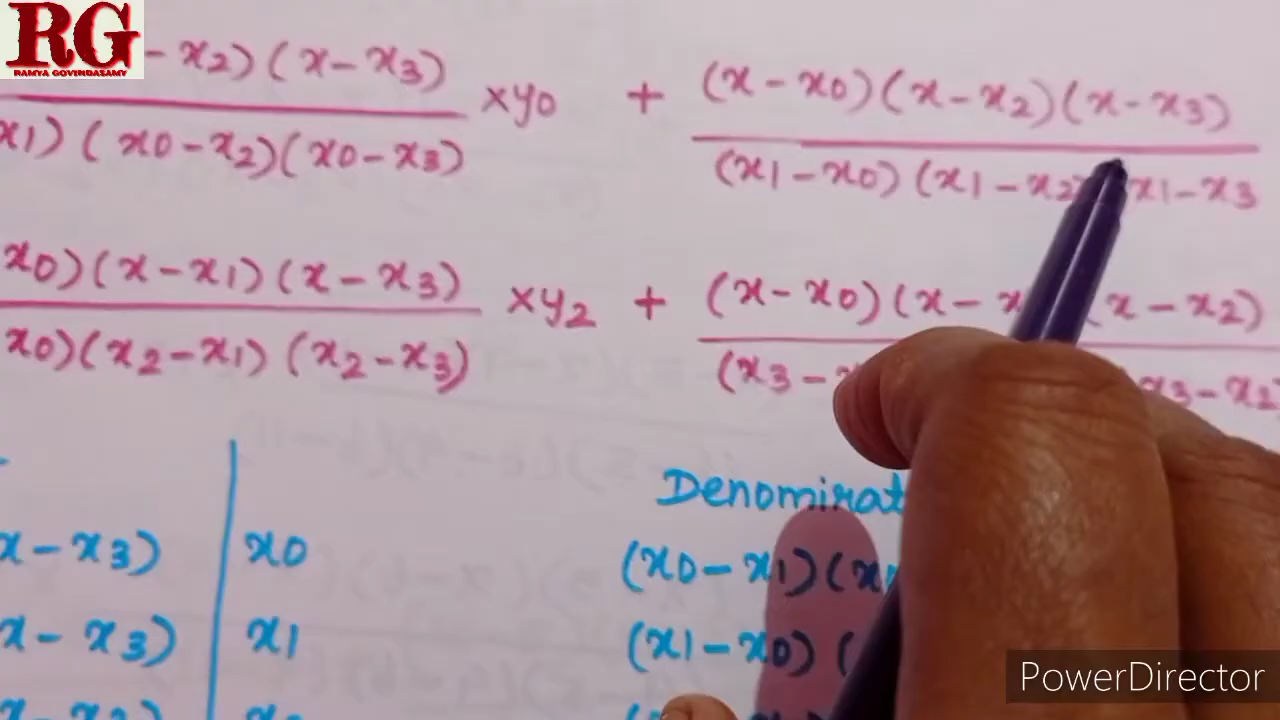 RG
RAMYA GOVINDASAMY
- x2) (x - x3) (x - x0) (x - x2) (x - x3)
xy0 +
x1) (x0 - x2) (x0 - x3) (x1 - x0) (x1 - x2) x1 - x3
x0) (x - x1) (x - x3) (x - x0) (x - x (x - x2)
xy2 +
x0) (x2 - x1) (x2 - x3) (x3 - x3 - x2
Denominat
x - x3) x0 (x0 - x1) (x
x - x3) x1 (x1 - x0) (
PowerDirector